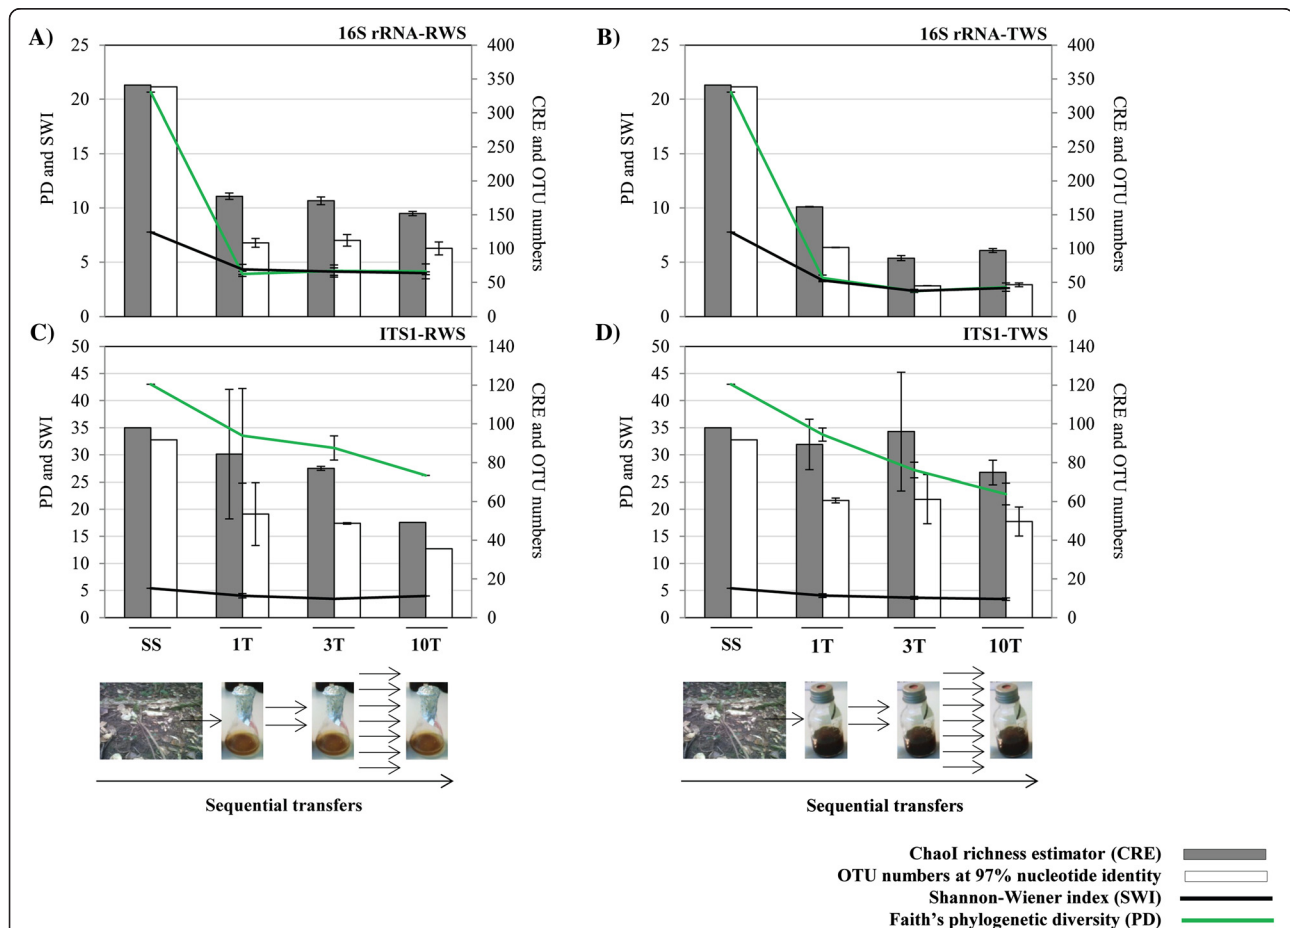 A)
16S rRNA-RWS
25
20
15
10
5
0
PD and SWI
400
350
300
250
200
150
100
50
0
CRE and OTU numbers
B)
16S rRNA-TWS
25
20
15
10
5
0
PD and SWI
400
350
300
250
200
150
100
50
0
CRE and OTU numbers
C)
ITS1-RWS
50
45
40
35
30
25
20
15
10
5
0
PD and SWI
140
120
100
80
60
40
20
0
CRE and OTU numbers
SS 1T 3T 10T
D)
ITS1-TWS
50
45
40
35
30
25
20
15
10
5
0
PD and SWI
140
120
100
80
60
40
20
0
CRE and OTU numbers
SS 1T 3T 10T
Sequential transfers
Sequential transfers
ChaoI richness estimator (CRE)
OTU numbers at 97% nucleotide identity
Shannon-Wiener index (SWI)
Faith's phylogenetic diversity (PD)